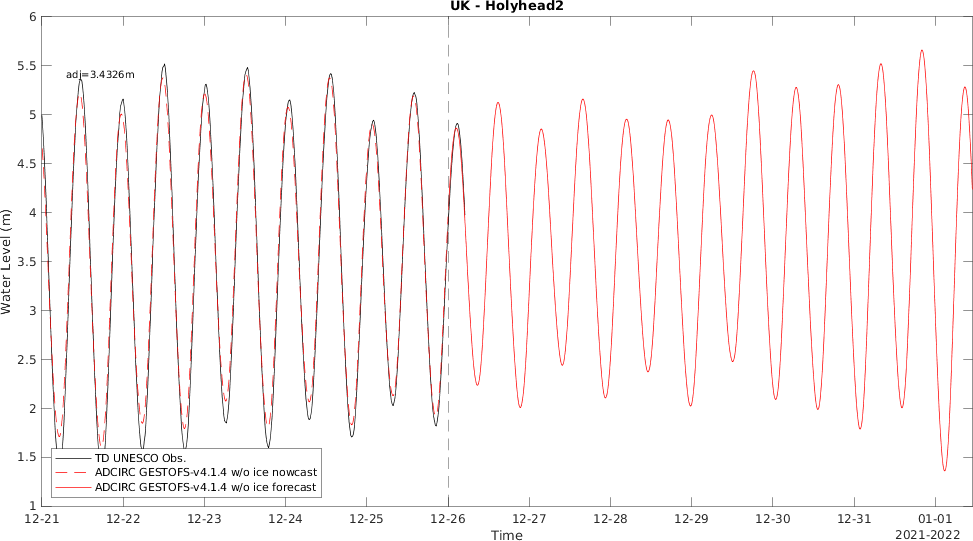 UK - Holyhead2
6
5.5
5
4.5
4
3.5
3
2.5
2
1.5
1
Water Level (m)
adj=3.4326m
TD UNESCO Obs.
ADCIRC GESTOFS-v4.1.4 w/o ice nowcast
ADCIRC GESTOFS-v4.1.4 w/o ice forecast
12-21 12-22 12-23 12-24 12-25 12-26 12-27 12-28 12-29 12-30 12-31 01-01
2021-2022
Time